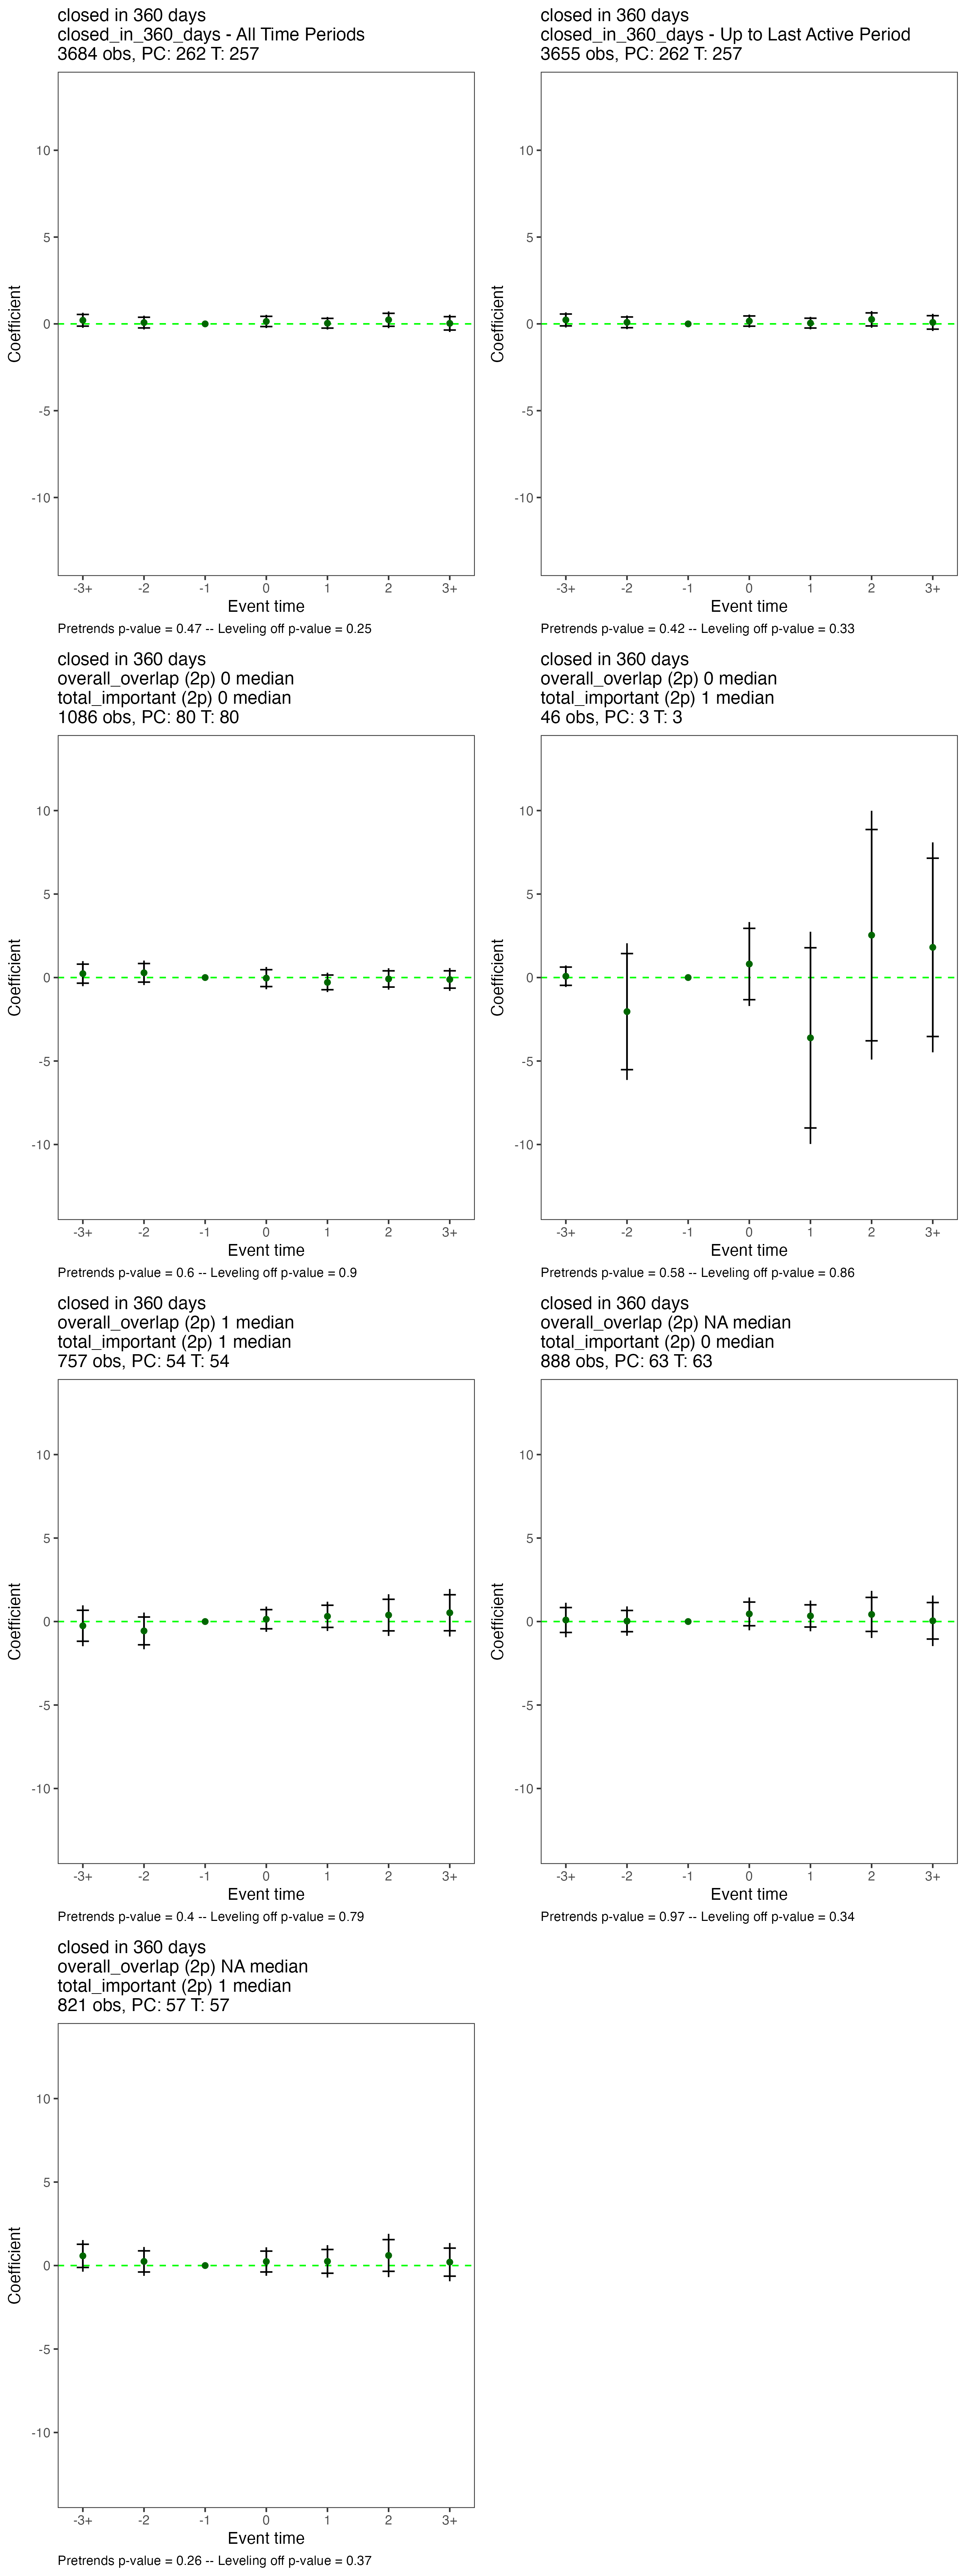 closed in 360 days
closed_in_360_days - All Time Periods
3684 obs, PC: 262 T: 257
Coefficient
10
5
0
-5
-10
-3+ -2 -1 0 1 2 3+
Event time
Pretrends p-value = 0.47 -- Leveling off p-value = 0.25
closed in 360 days
closed_in_360_days - Up to Last Active Period
3655 obs, PC: 262 T: 257
Coefficient
10
5
0
-5
-10
-3+ -2 -1 0 1 2 3+
Event time
Pretrends p-value = 0.42 -- Leveling off p-value = 0.33
closed in 360 days
overall_overlap (2p) 0 median
total_important (2p) 0 median
1086 obs, PC: 80 T: 80
Coefficient
10
5
0
-5
-10
-3+ -2 -1 0 1 2 3+
Event time
Pretrends p-value = 0.6 -- Leveling off p-value = 0.9
closed in 360 days
overall_overlap (2p) 0 median
total_important (2p) 1 median
46 obs, PC: 3 T: 3
Coefficient
10
5
0
-5
-10
-3+ -2 -1 0 1 2 3+
Event time
Pretrends p-value = 0.58 -- Leveling off p-value = 0.86
closed in 360 days
overall_overlap (2p) 1 median
total_important (2p) 1 median
757 obs, PC: 54 T: 54
Coefficient
10
5
0
-5
-10
-3+ -2 -1 0 1 2 3+
Event time
Pretrends p-value = 0.4 -- Leveling off p-value = 0.79
closed in 360 days
overall_overlap (2p) NA median
total_important (2p) 0 median
888 obs, PC: 63 T: 63
Coefficient
10
5
0
-5
-10
-3+ -2 -1 0 1 2 3+
Event time
Pretrends p-value = 0.97 -- Leveling off p-value = 0.34
closed in 360 days
overall_overlap (2p) NA median
total_important (2p) 1 median
821 obs, PC: 57 T: 57
Coefficient
10
5
0
-5
-10
-3+ -2 -1 0 1 2 3+
Event time
Pretrends p-value = 0.26 -- Leveling off p-value = 0.37